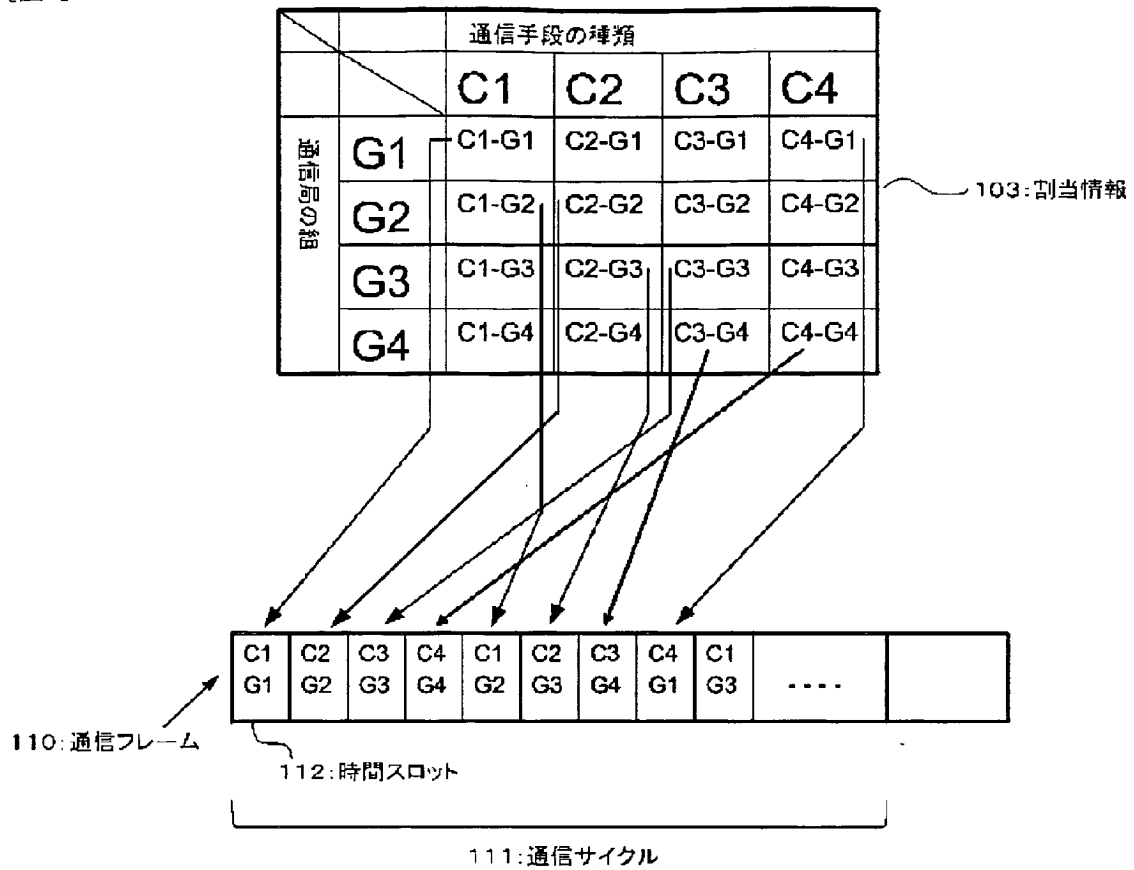 通信手段の種類
C1 C2 C3 C4
通信局の組
G1 C1-G1 C2-G1 C3-G1 C4-G1
G2 C1-G2 C2-G2 C3-G2 C4-G2
G3 C1-G3 C2-G3 C3-G3 C4-G3
G4 C1-G4 C2-G4 C3-G4 C4-G4
103:割当情報
C1 C2 C3 C4 C1 C2 C3 C4 C1
G1 G2 G3 G4 G2 G3 G4 G1 G3 ----
110:通信フレーム
112:時間スロット
111:通信サイクル